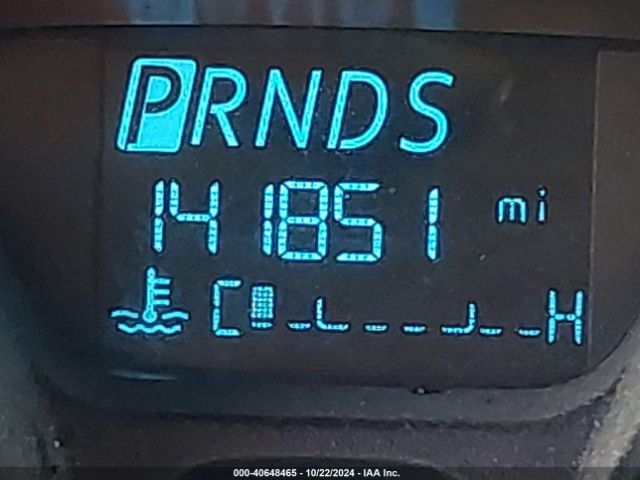 PRNDS
141851 mi
C H
000-40648465 - 10/22/2024 - IAA Inc.